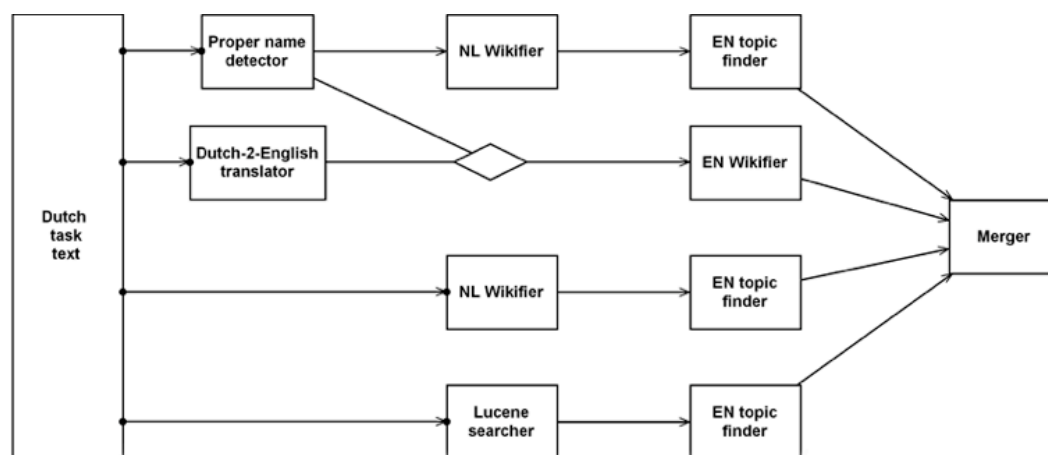 Proper name
detector
NL Wikifier
EN topic
finder
Dutch-2-English
translator
EN Wikifier
Dutch
task
text
Merger
NL Wikifier
EN topic
finder
Lucene
searcher
EN topic
finder